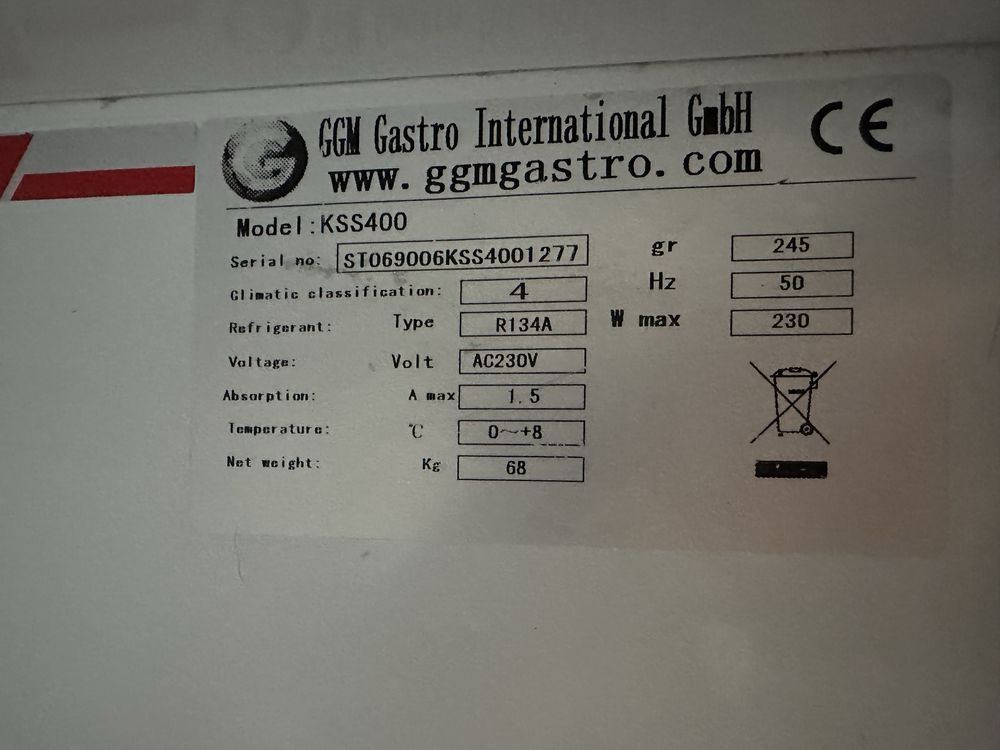 GGM Gastro International GmbH
www.ggmgastro.com
CE
Model:KSS400
Serial no: ST069006KSS4001277 gr 245
Climatic classification: 4 Hz 50
Refrigerant: Type R134A W max 230
Voltage: Volt AC230V
Absorption: A max 1.5
Temperature: ℃ 0~+8
Net weight: Kg 68